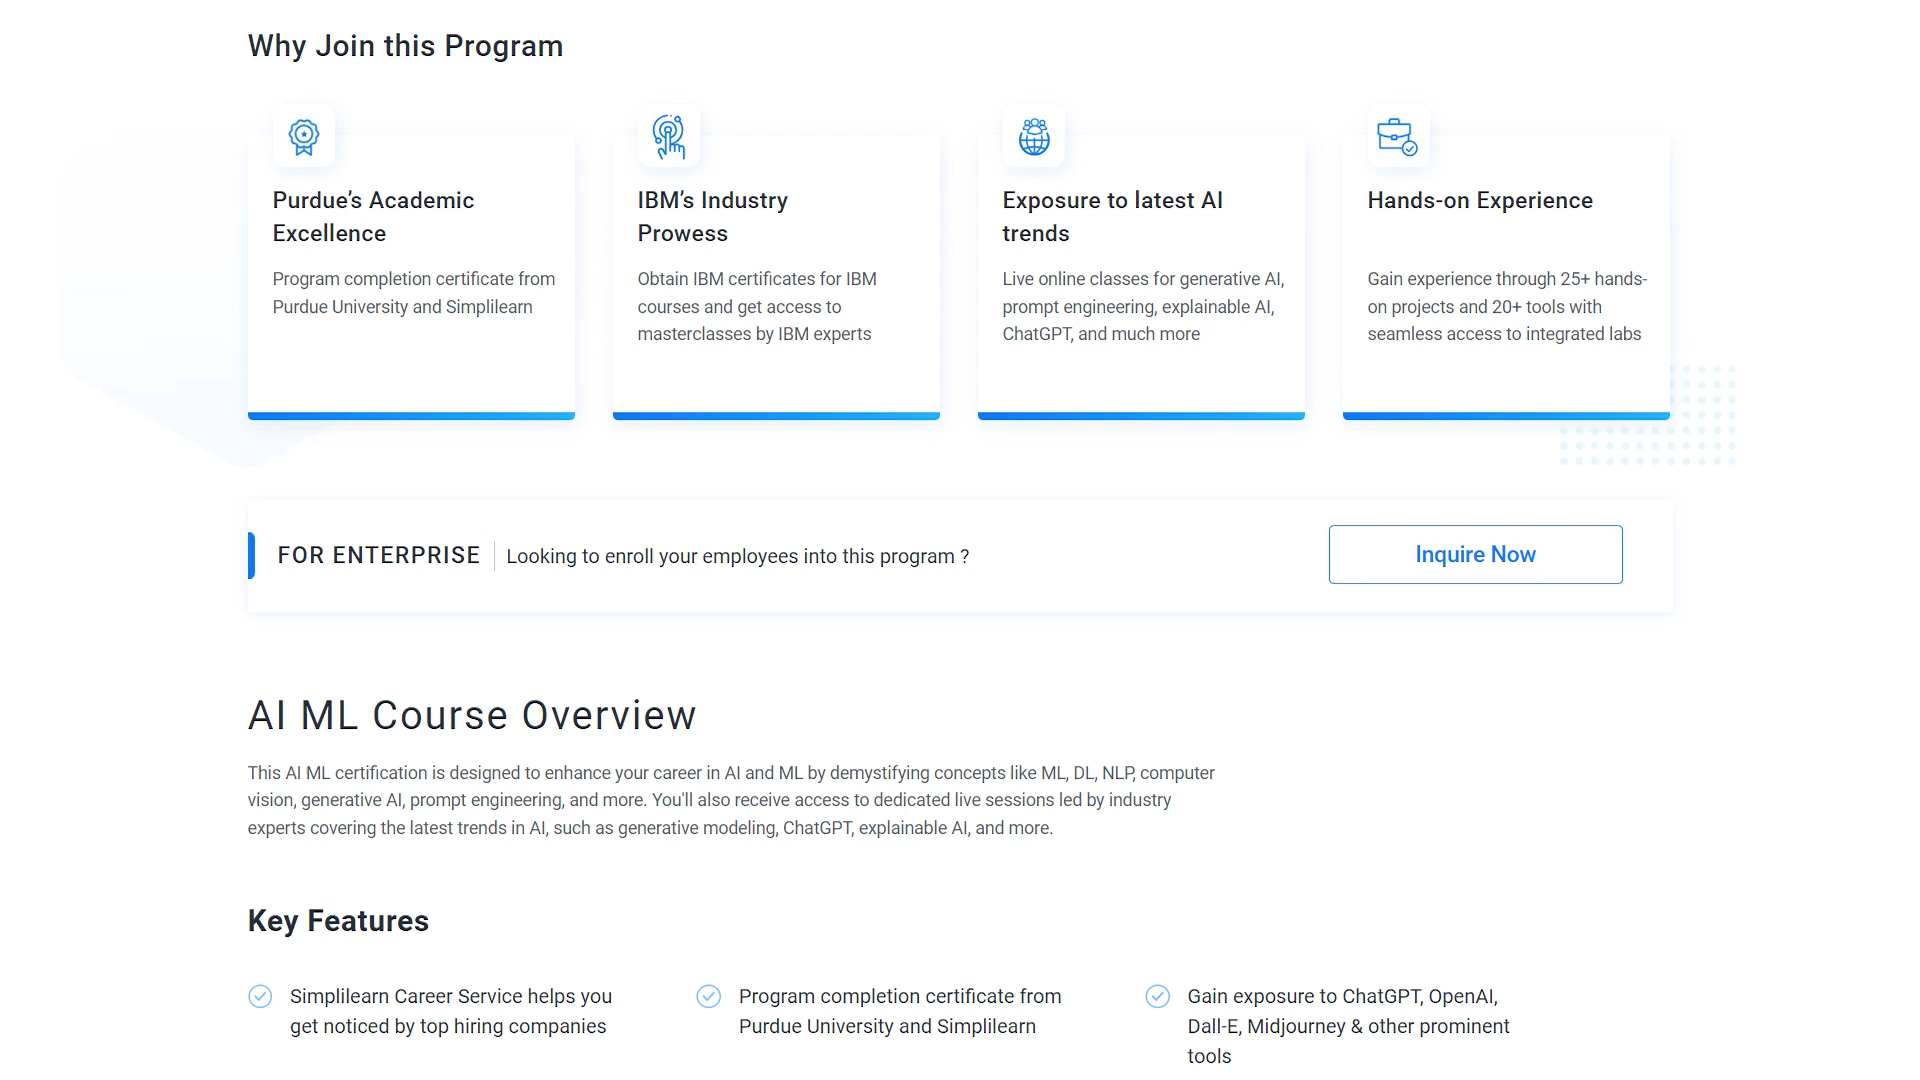 Why Join this Program
Purdue’s Academic
Excellence
Program completion certificate from
Purdue University and Simplilearn
IBM’s Industry
Prowess
Obtain IBM certificates for IBM
courses and get access to
masterclasses by IBM experts
Exposure to latest AI
trends
Live online classes for generative AI,
prompt engineering, explainable AI,
ChatGPT, and much more
Hands-on Experience
Gain experience through 25+ hands-
on projects and 20+ tools with
seamless access to integrated labs
FOR ENTERPRISE
Looking to enroll your employees into this program ?
Inquire Now
AI ML Course Overview
This AI ML certification is designed to enhance your career in AI and ML by demystifying concepts like ML, DL, NLP, computer
vision, generative AI, prompt engineering, and more. You'll also receive access to dedicated live sessions led by industry
experts covering the latest trends in AI, such as generative modeling, ChatGPT, explainable AI, and more.
Key Features
Simplilearn Career Service helps you
get noticed by top hiring companies
Program completion certificate from
Purdue University and Simplilearn
Gain exposure to ChatGPT, OpenAI,
Dall-E, Midjourney & other prominent
tools